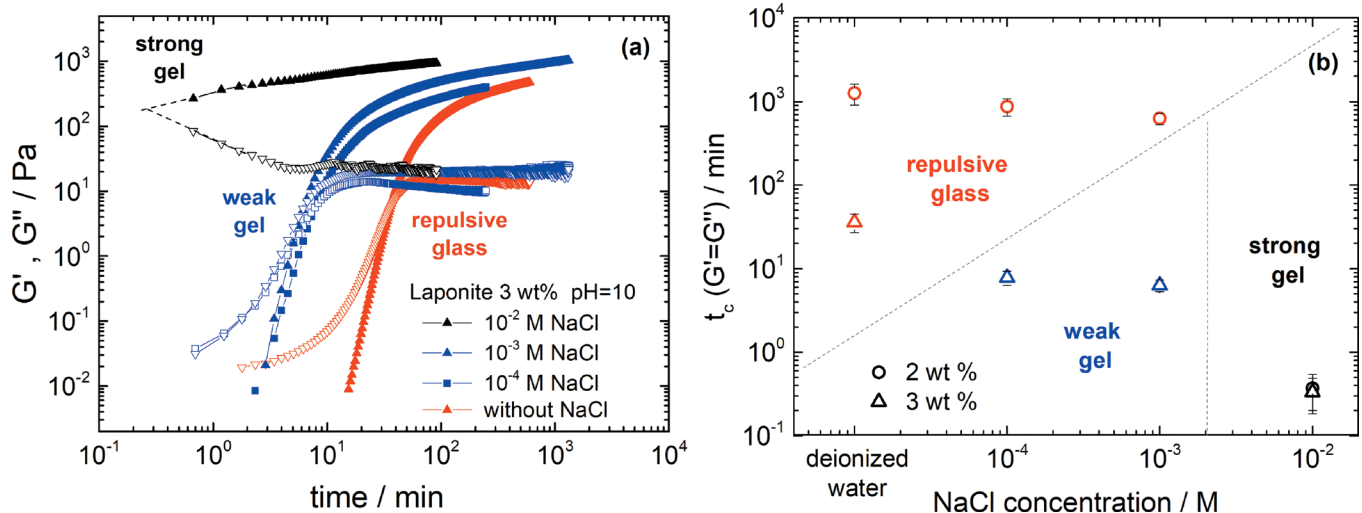 (a)
strong
gel
weak
gel
repulsive
glass
Laponite 3 wt% pH=10
10⁻² M NaCl
10⁻³ M NaCl
10⁻⁴ M NaCl
without NaCl
G' , G'' / Pa
10³
10²
10¹
10⁰
10⁻¹
10⁻²
10⁻¹ 10⁰ 10¹ 10² 10³
time / min
(b)
repulsive
glass
strong
gel
weak
gel
2 wt %
3 wt %
t_c (G'=G'') / min
10⁴
10³
10²
10¹
10⁰
10⁻¹
deionized
water
10⁻⁴ 10⁻³ 10⁻²
NaCl concentration / M